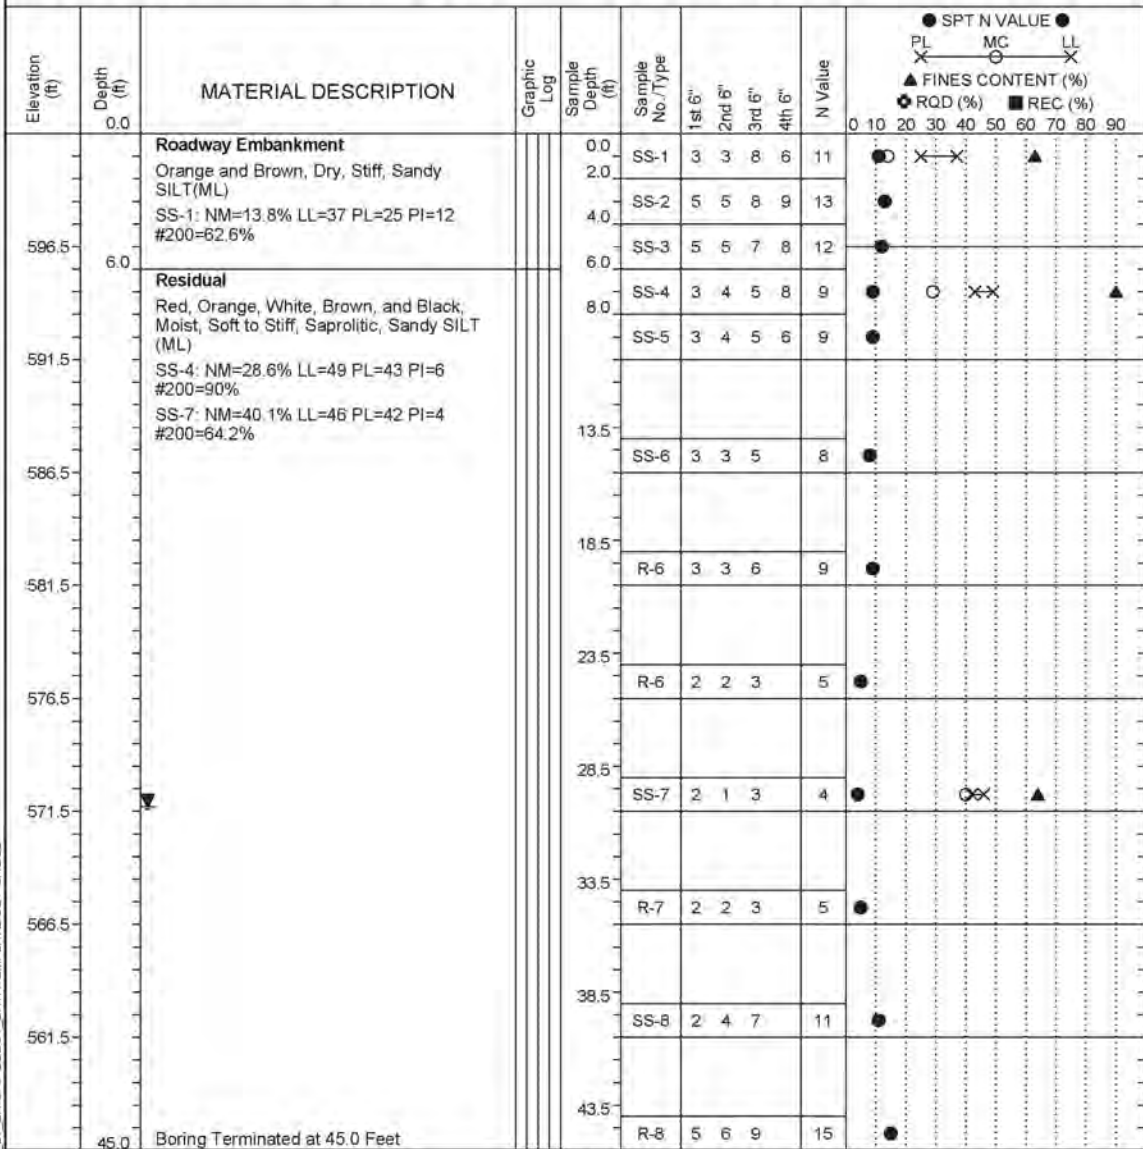 ● SPT N VALUE ●
PL MC LL
▲ FINES CONTENT (%)
RQD (%) ■ REC (%)
Elevation (ft) Depth (ft) MATERIAL DESCRIPTION Graphic Log Sample Depth (ft) Sample No./Type 1st 6" 2nd 6" 3rd 6" 4th 6" N Value
0.0 0 10 20 30 40 50 60 70 80 90
Roadway Embankment
Orange and Brown, Dry, Stiff, Sandy
SILT(ML)
SS-1: NM=13.8% LL=37 PL=25 PI=12
#200=62.6%
0.0 SS-1 3 3 8 6 11
2.0
SS-2 5 5 8 9 13
4.0
596.5 SS-3 5 5 7 8 12
6.0 6.0
Residual
Red, Orange, White, Brown, and Black,
Moist, Soft to Stiff, Saprolitic, Sandy SILT
(ML)
SS-4: NM=28.6% LL=49 PL=43 PI=6
#200=90%
SS-7: NM=40.1% LL=46 PL=42 PI=4
#200=64.2%
SS-4 3 4 5 8 9
8.0
SS-5 3 4 5 6 9
591.5
13.5
SS-6 3 3 5 8
586.5
18.5
R-6 3 3 6 9
581.5
23.5
R-6 2 2 3 5
576.5
28.5
SS-7 2 1 3 4
571.5
33.5
R-7 2 2 3 5
566.5
38.5
SS-8 2 4 7 11
561.5
43.5
R-8 5 6 9 15
45.0 Boring Terminated at 45.0 Feet